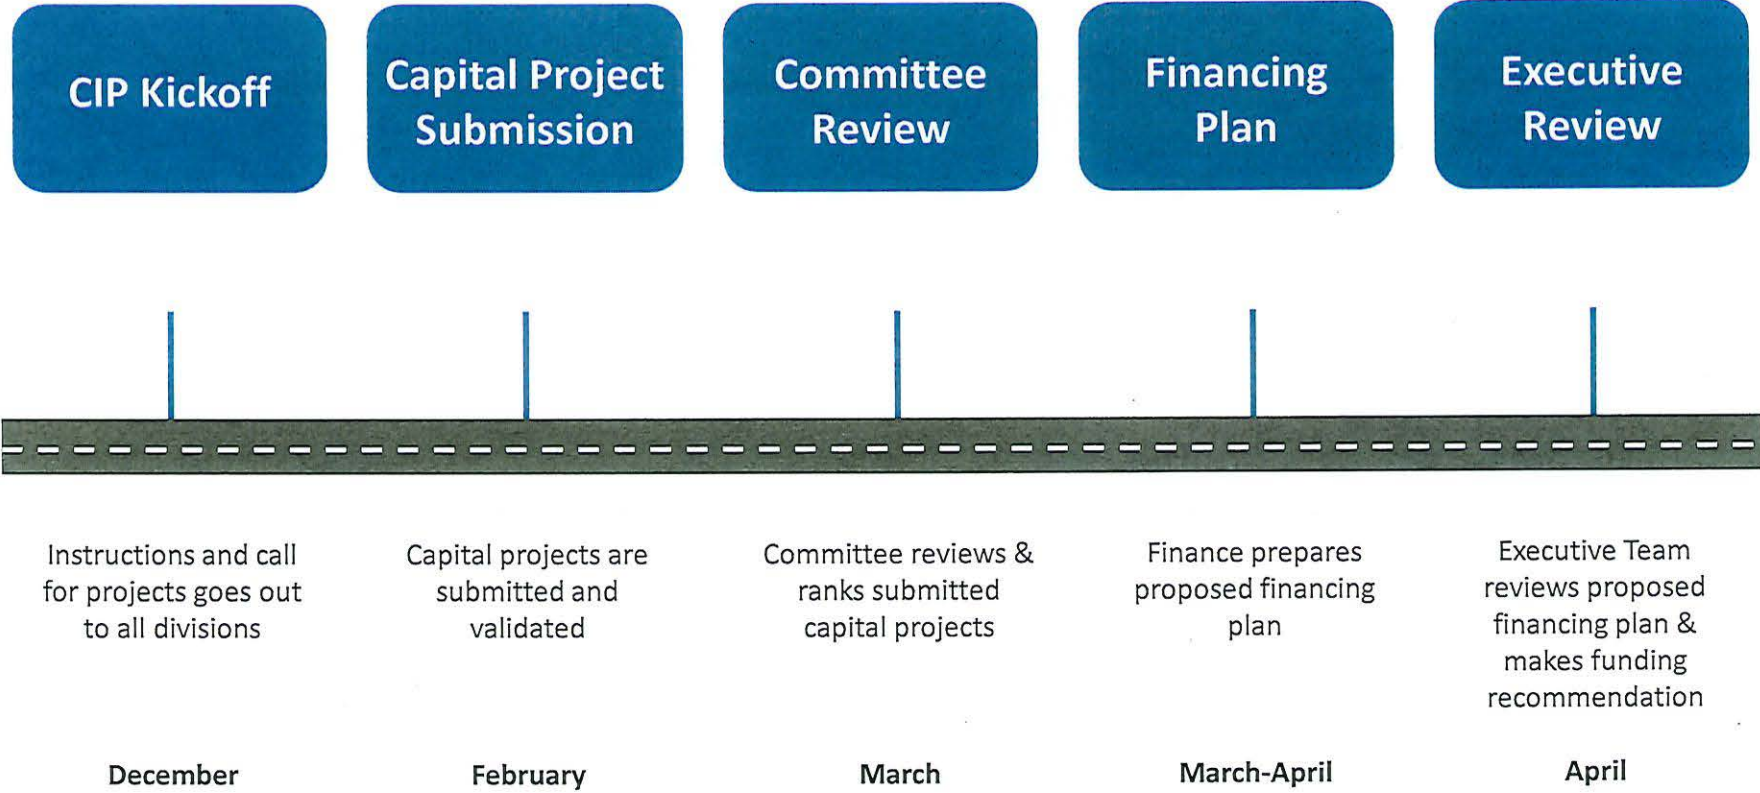 CIP Kickoff
Capital Project
Submission
Committee
Review
Financing
Plan
Executive
Review
Instructions and call
for projects goes out
to all divisions
Capital projects are
submitted and
validated
Committee reviews &
ranks submitted
capital projects
Finance prepares
proposed financing
plan
Executive Team
reviews proposed
financing plan &
makes funding
recommendation
December
February
March
March-April
April